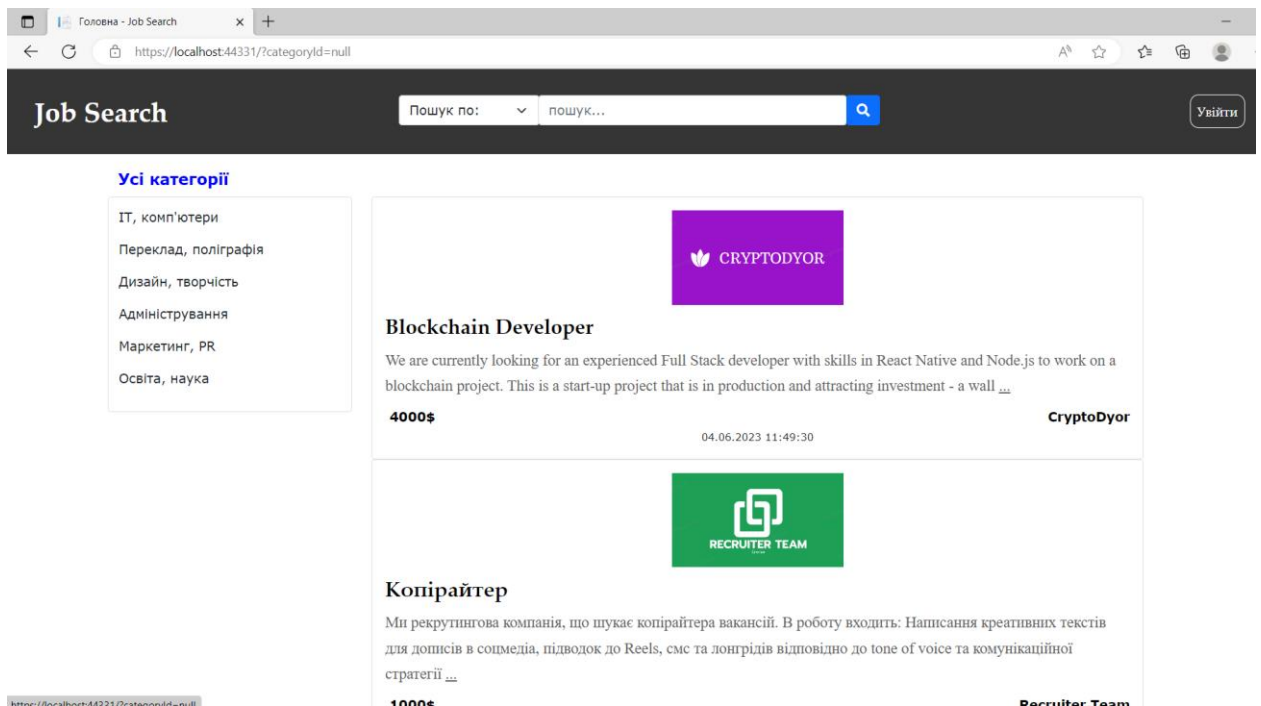 Головна - Job Search
https://localhost:44331/?categoryId=null
Job Search
Пошук по:
пошук...
Увійти
Усі категорії
IT, комп'ютери
Переклад, поліграфія
Дизайн, творчість
Адміністрування
Маркетинг, PR
Освіта, наука
CRYPTODYOR
Blockchain Developer
We are currently looking for an experienced Full Stack developer with skills in React Native and Node.js to work on a
blockchain project. This is a start-up project that is in production and attracting investment - a wall ...
4000$
CryptoDyor
04.06.2023 11:49:30
RECRUITER TEAM
Копірайтер
Ми рекрутингова компанія, що шукає копірайтера вакансій. В роботу входить: Написання креативних текстів
для дописів в соцмедіа, підводок до Reels, смс та лонгрідів відповідно до tone of voice та комунікаційної
стратегії ...
1000$
Recruiter Team
https://localhost:44331/?categoryId=null